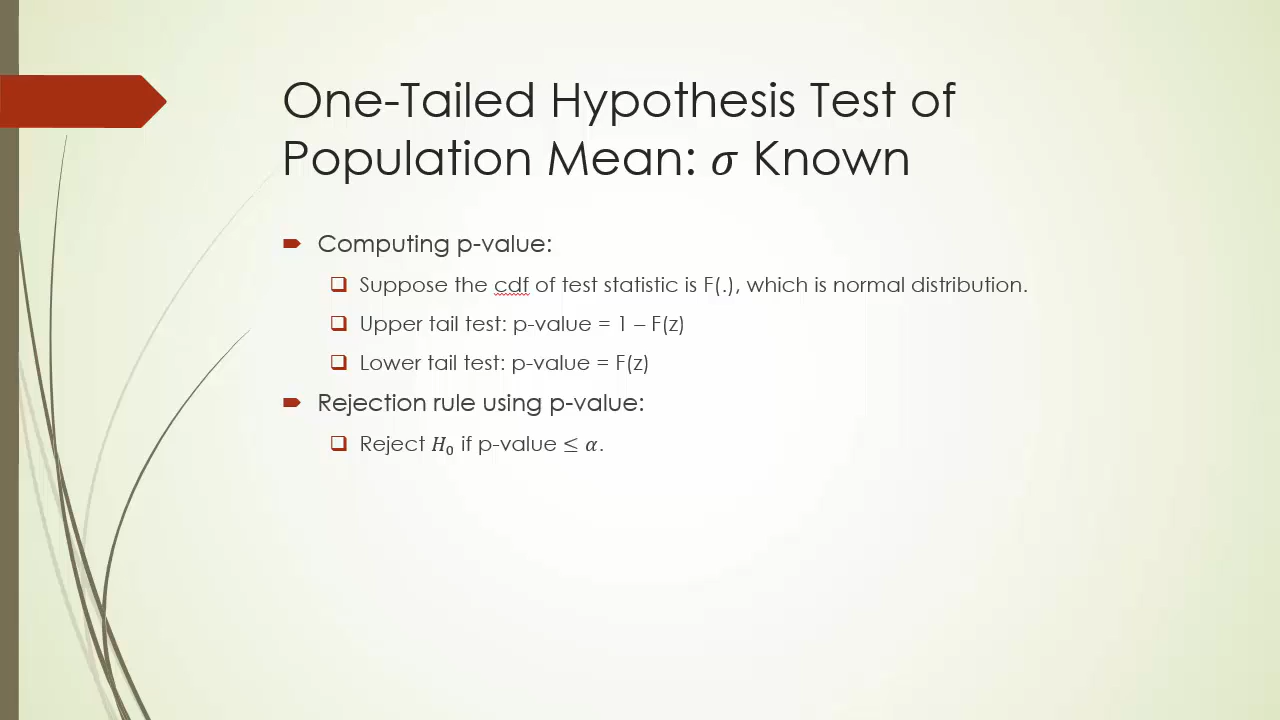 One-Tailed Hypothesis Test of
Population Mean: 𝜎 Known
Computing p-value:
Suppose the cdf of test statistic is F(.), which is normal distribution.
Upper tail test: p-value = 1 – F(z)
Lower tail test: p-value = F(z)
Rejection rule using p-value:
Reject 𝐻₀ if p-value ≤ 𝛼.